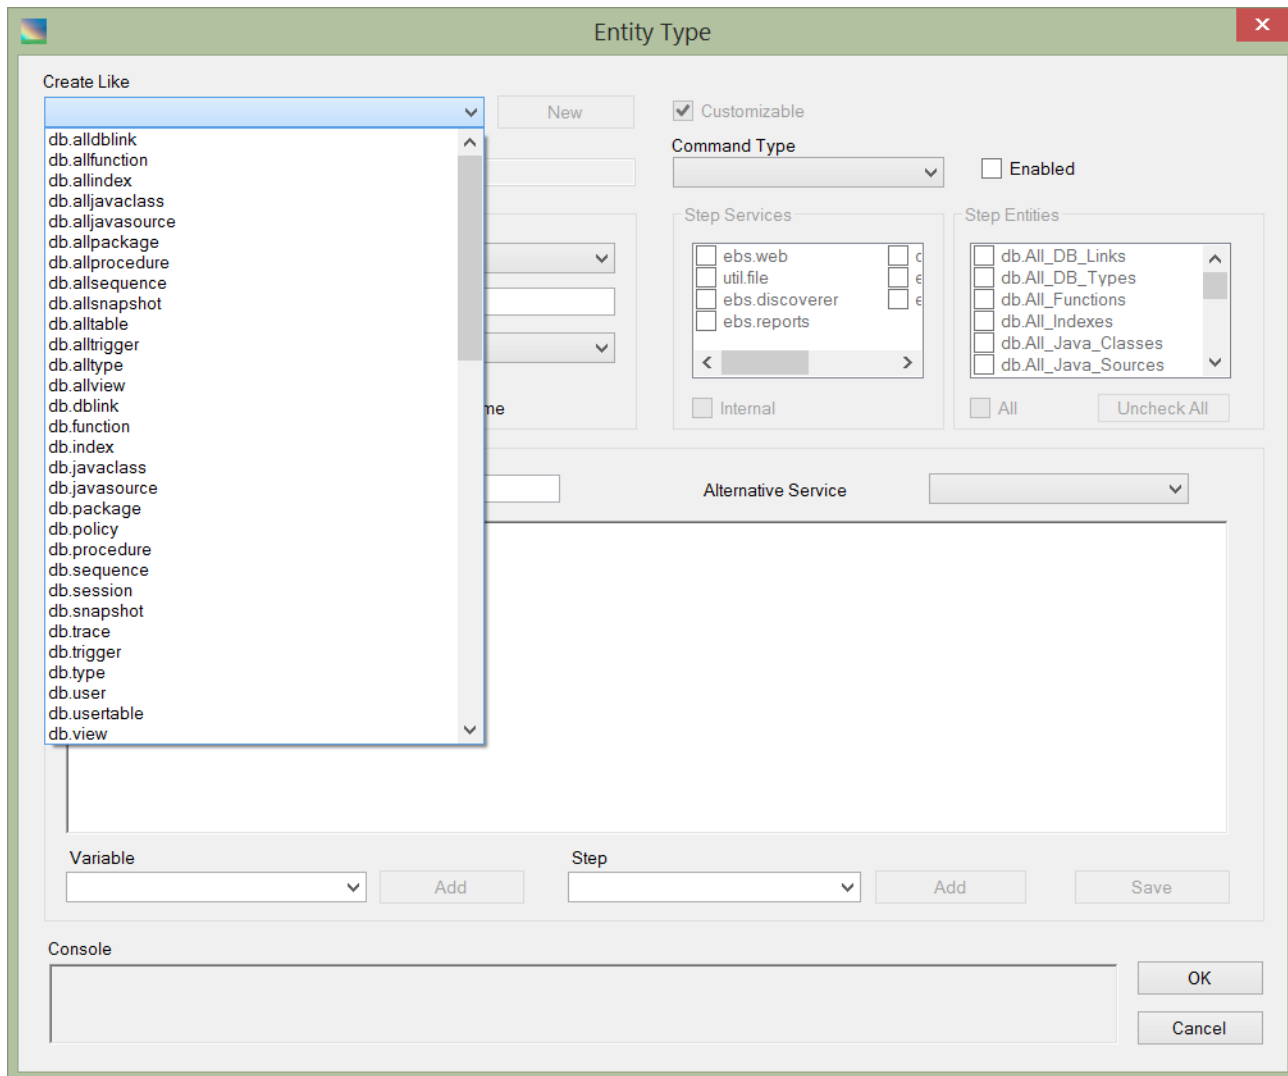 Entity Type
Create Like
New
Customizable
Command Type
Enabled
db.alldblink
db.allfunction
db.allindex
db.alljavaclass
db.alljavasource
db.allpackage
db.allprocedure
db.allsequence
db.allsnapshot
db.alltable
db.alltrigger
db.alltype
db.allview
db.dblink
db.function
db.index
db.javaclass
db.javasource
db.package
db.policy
db.procedure
db.sequence
db.session
db.snapshot
db.trace
db.trigger
db.type
db.user
db.usertable
db.view
Step Services
ebs.web
util.file
ebs.discoverer
ebs.reports
Internal
Step Entities
db.All_DB_Links
db.All_DB_Types
db.All_Functions
db.All_Indexes
db.All_Java_Classes
db.All_Java_Sources
All
Uncheck All
Alternative Service
Variable
Add
Step
Add
Save
Console
OK
Cancel